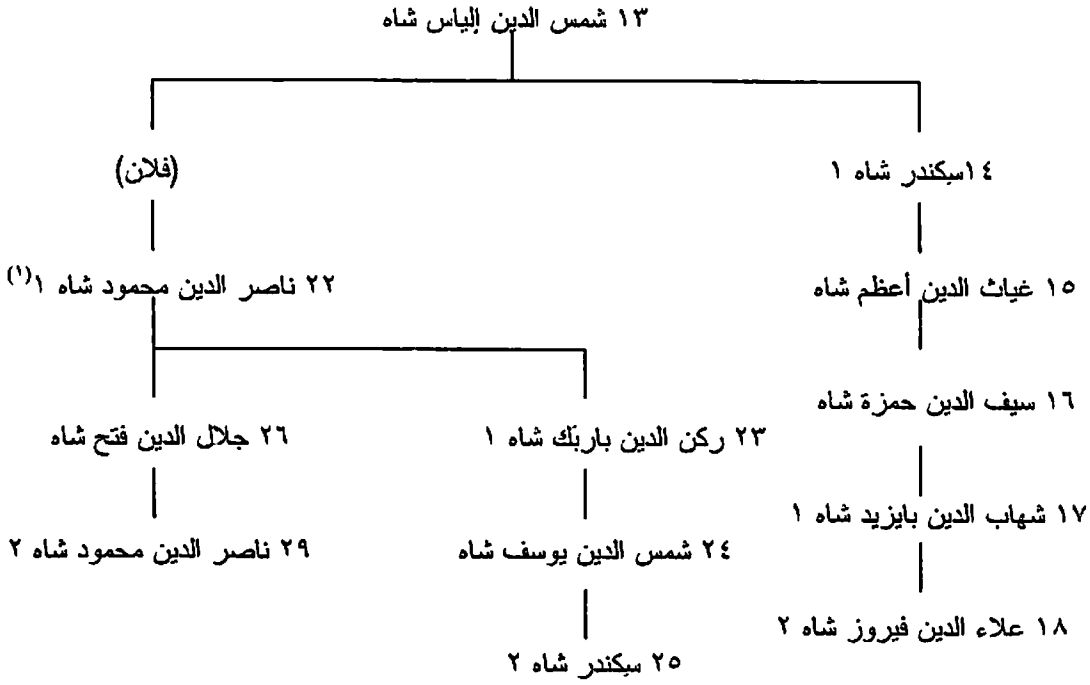 ١٣ شمس الدين إلياس شاه
١٤ سيكندر شاه ١
(فلان)
١٥ غياث الدين أعظم شاه
٢٢ ناصر الدين محمود شاه ١(١)
١٦ سيف الدين حمزة شاه
٢٣ ركن الدين باربك شاه ١
٢٦ جلال الدين فتح شاه
١٧ شهاب الدين بايزيد شاه ١
٢٤ شمس الدين يوسف شاه
٢٩ ناصر الدين محمود شاه ٢
١٨ علاء الدين فيروز شاه ٢
٢٥ سيكندر شاه ٢